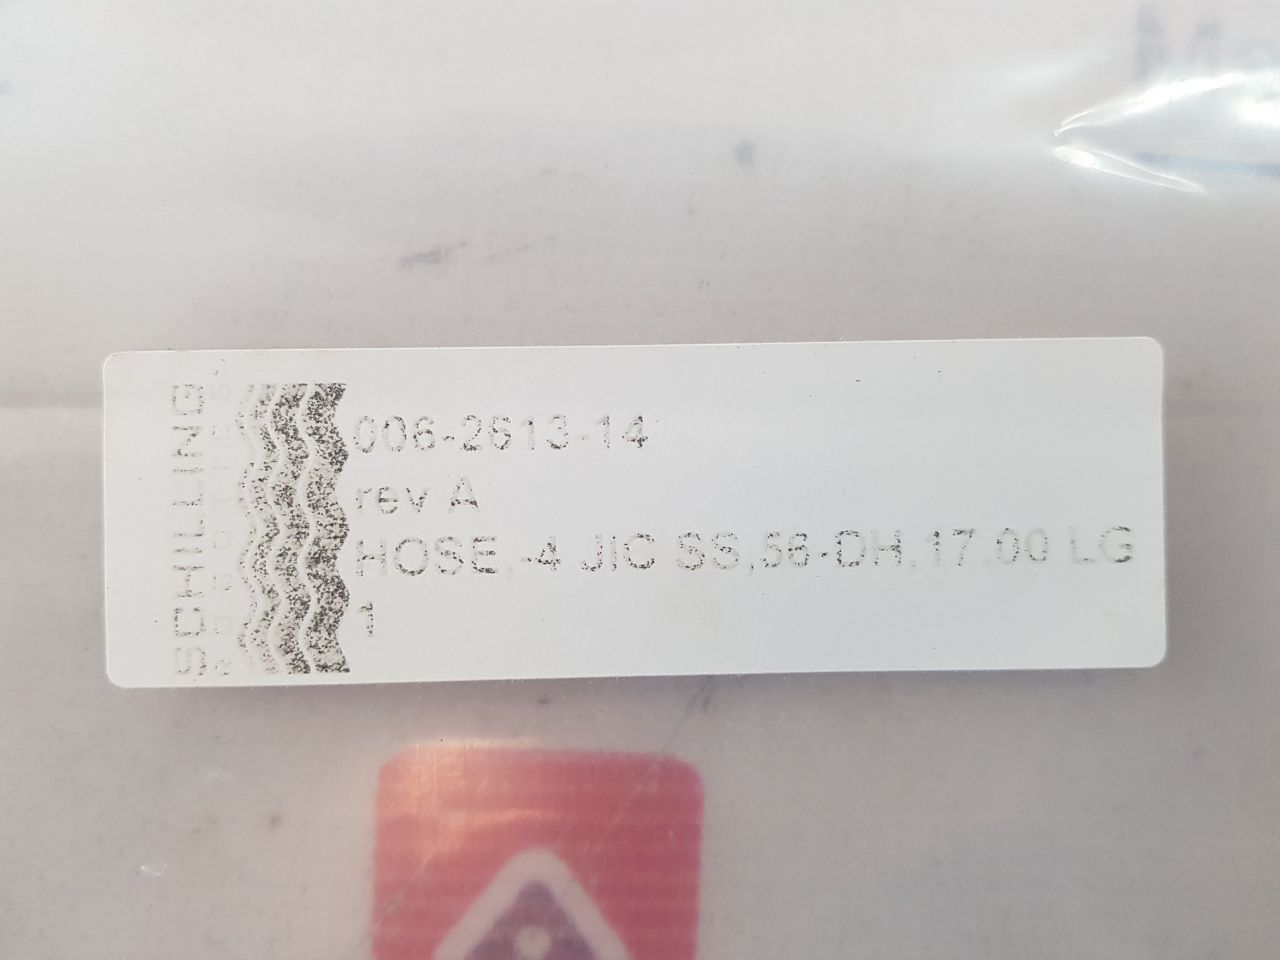 SCHILLING
ROBOTICS
006-2613-14
rev A
HOSE,-4 JIC SS,56-DH,17.00 LG
1